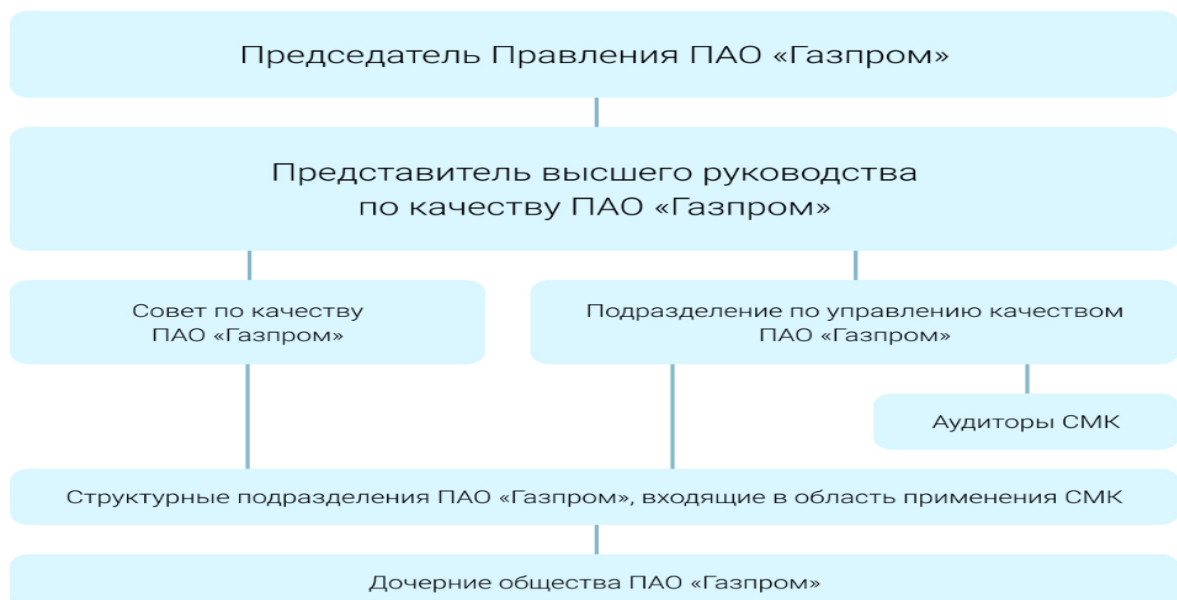 Председатель Правления ПАО «Газпром»
Представитель высшего руководства
по качеству ПАО «Газпром»
Совет по качеству
ПАО «Газпром»
Подразделение по управлению качеством
ПАО «Газпром»
Аудиторы СМК
Структурные подразделения ПАО «Газпром», входящие в область применения СМК
Дочерние общества ПАО «Газпром»